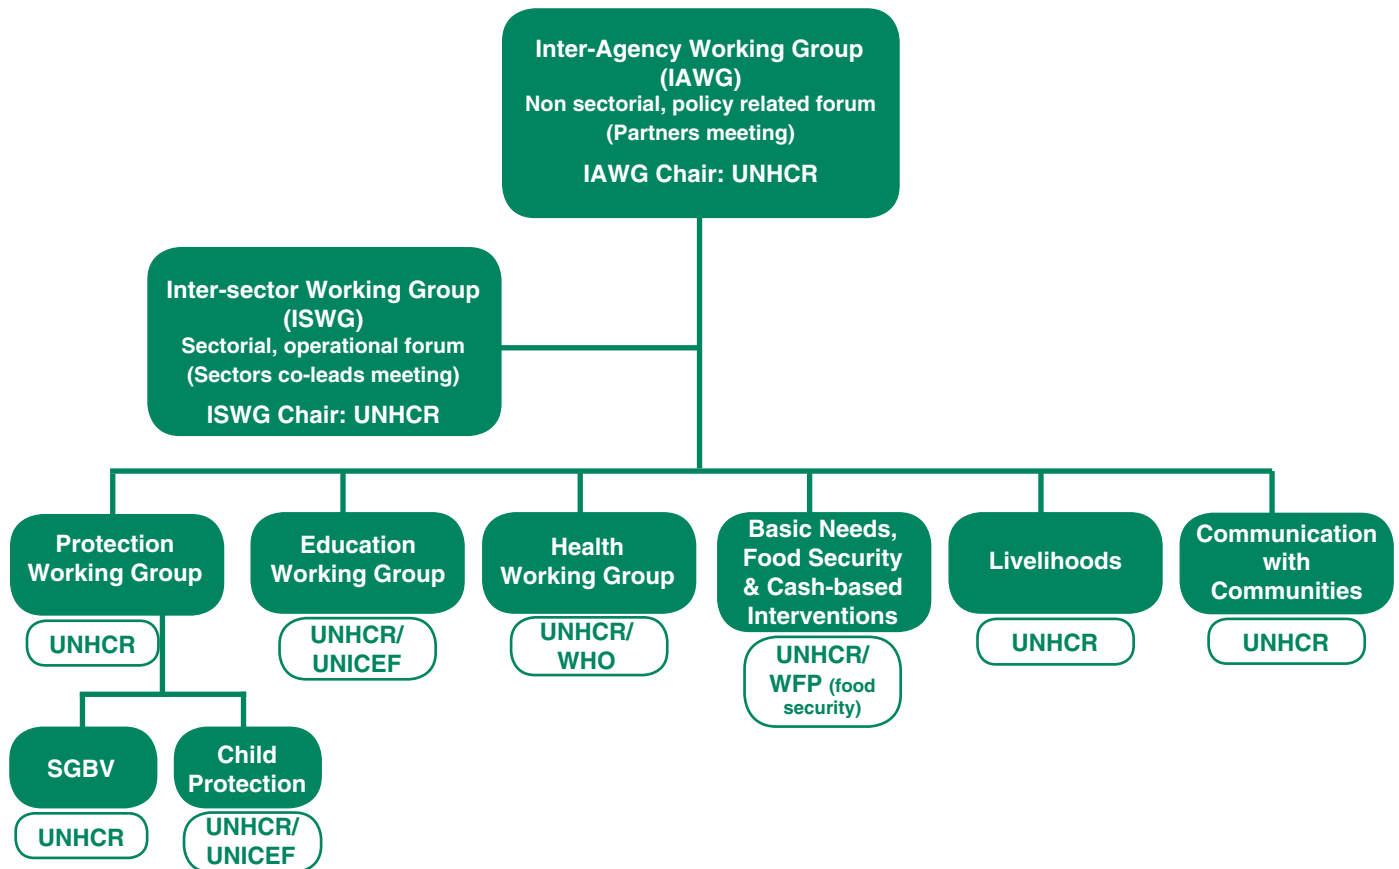 Inter-Agency Working Group
(IAWG)
Non sectorial, policy related forum
(Partners meeting)
IAWG Chair: UNHCR
Inter-sector Working Group
(ISWG)
Sectorial, operational forum
(Sectors co-leads meeting)
ISWG Chair: UNHCR
Protection
Working Group
UNHCR
Education
Working Group
UNHCR/
UNICEF
Health
Working Group
UNHCR/
WHO
Basic Needs,
Food Security
& Cash-based
Interventions
UNHCR/
WFP (food
security)
Livelihoods
UNHCR
Communication
with
Communities
UNHCR
SGBV
UNHCR
Child
Protection
UNHCR/
UNICEF